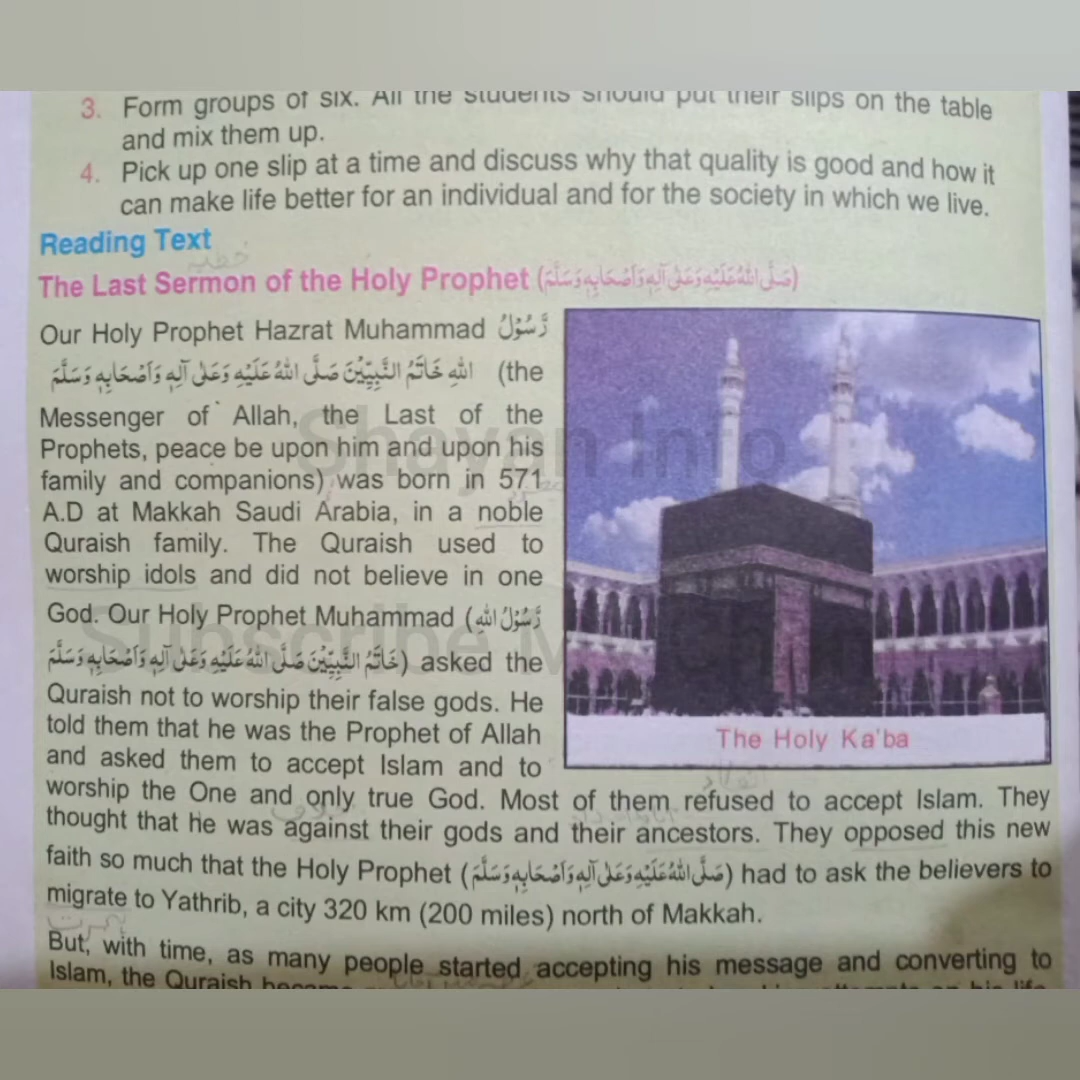 3. Form groups of six. All the students should put their slips on the table
and mix them up.
4. Pick up one slip at a time and discuss why that quality is good and how it
can make life better for an individual and for the society in which we live.
Reading Text
خطبہ
The Last Sermon of the Holy Prophet (صَلَّى اللهُ عَلَيْهِ وَعَلٰى آلِهٖ وَاَصْحَابِهٖ وَسَلَّمَ)
Our Holy Prophet Hazrat Muhammad رَّسُوْلُ
اللهِ خَاتَمُ النَّبِيِّيْنَ صَلَّى اللهُ عَلَيْهِ وَعَلٰى آلِهٖ وَاَصْحَابِهٖ وَسَلَّمَ (the
Messenger of Allah, the Last of the
Prophets, peace be upon him and upon his
family and companions) was born in 571
A.D at Makkah Saudi Arabia, in a noble
Quraish family. The Quraish used to
worship idols and did not believe in one
God. Our Holy Prophet Muhammad (رَّسُوْلُ اللهِ
خَاتَمُ النَّبِيِّيْنَ صَلَّى اللهُ عَلَيْهِ وَعَلٰى آلِهٖ وَاَصْحَابِهٖ وَسَلَّمَ) asked the
Quraish not to worship their false gods. He
told them that he was the Prophet of Allah
and asked them to accept Islam and to
The Holy Ka'ba
worship the One and only true God. Most of them refused to accept Islam. They
thought that he was against their gods and their ancestors. They opposed this new
faith so much that the Holy Prophet (صَلَّى اللهُ عَلَيْهِ وَعَلٰى آلِهٖ وَاَصْحَابِهٖ وَسَلَّمَ) had to ask the believers to
migrate to Yathrib, a city 320 km (200 miles) north of Makkah.
ہجرت
But, with time, as many people started accepting his message and converting to
Islam, the Quraish
Shayan Info
Subscribe